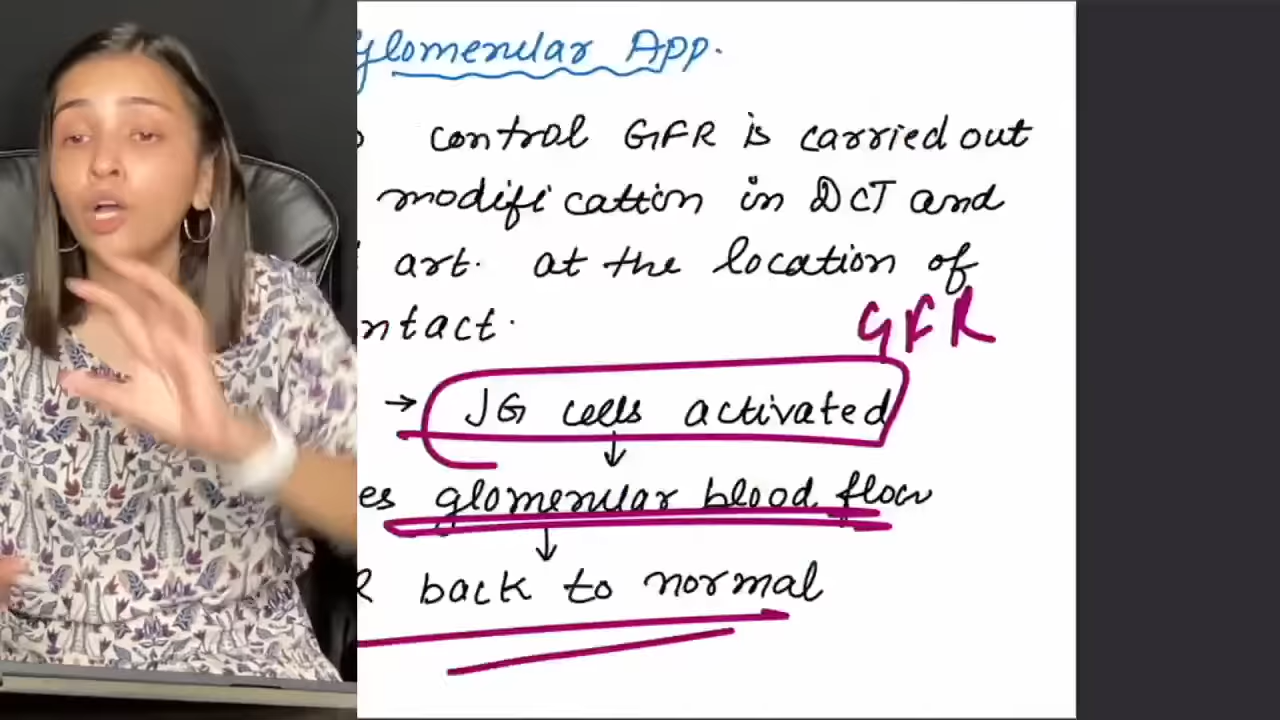 glomerular App.
control GFR is carried out
modification in DCT and
art. at the location of
ntact.
GFR
→ JG cells activated
↓
es glomerular blood flow
↓
R back to normal